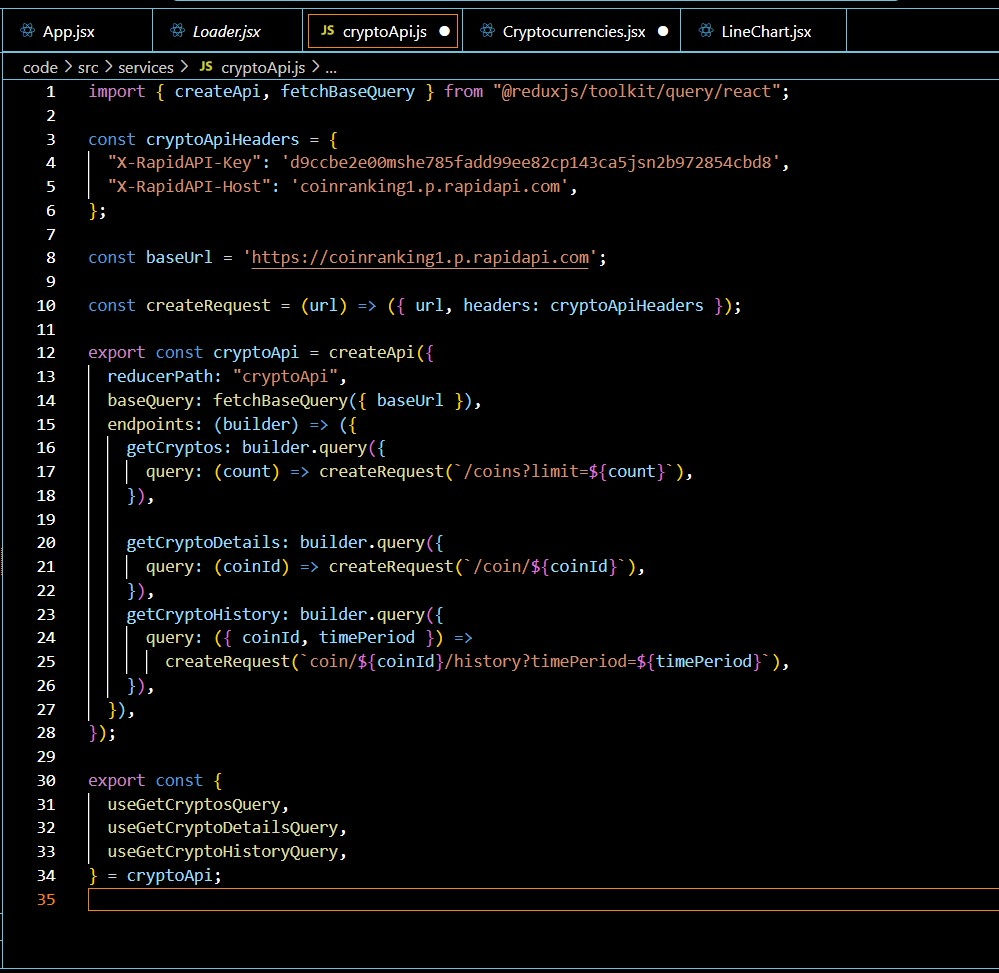 App.jsx Loader.jsx JS cryptoApi.js Cryptocurrencies.jsx LineChart.jsx
code > src > services > JS cryptoApi.js > ...
1 import { createApi, fetchBaseQuery } from "@reduxjs/toolkit/query/react";
2
3 const cryptoApiHeaders = {
4 "X-RapidAPI-Key": 'd9ccbe2e00mshe785fadd99ee82cp143ca5jsn2b972854cbd8',
5 "X-RapidAPI-Host": 'coinranking1.p.rapidapi.com',
6 };
7
8 const baseUrl = 'https://coinranking1.p.rapidapi.com';
9
10 const createRequest = (url) => ({ url, headers: cryptoApiHeaders });
11
12 export const cryptoApi = createApi({
13 reducerPath: "cryptoApi",
14 baseQuery: fetchBaseQuery({ baseUrl }),
15 endpoints: (builder) => ({
16 getCryptos: builder.query({
17 query: (count) => createRequest(`/coins?limit=${count}`),
18 }),
19
20 getCryptoDetails: builder.query({
21 query: (coinId) => createRequest(`/coin/${coinId}`),
22 }),
23 getCryptoHistory: builder.query({
24 query: ({ coinId, timePeriod }) =>
25 createRequest(`coin/${coinId}/history?timePeriod=${timePeriod}`),
26 }),
27 }),
28 });
29
30 export const {
31 useGetCryptosQuery,
32 useGetCryptoDetailsQuery,
33 useGetCryptoHistoryQuery,
34 } = cryptoApi;
35